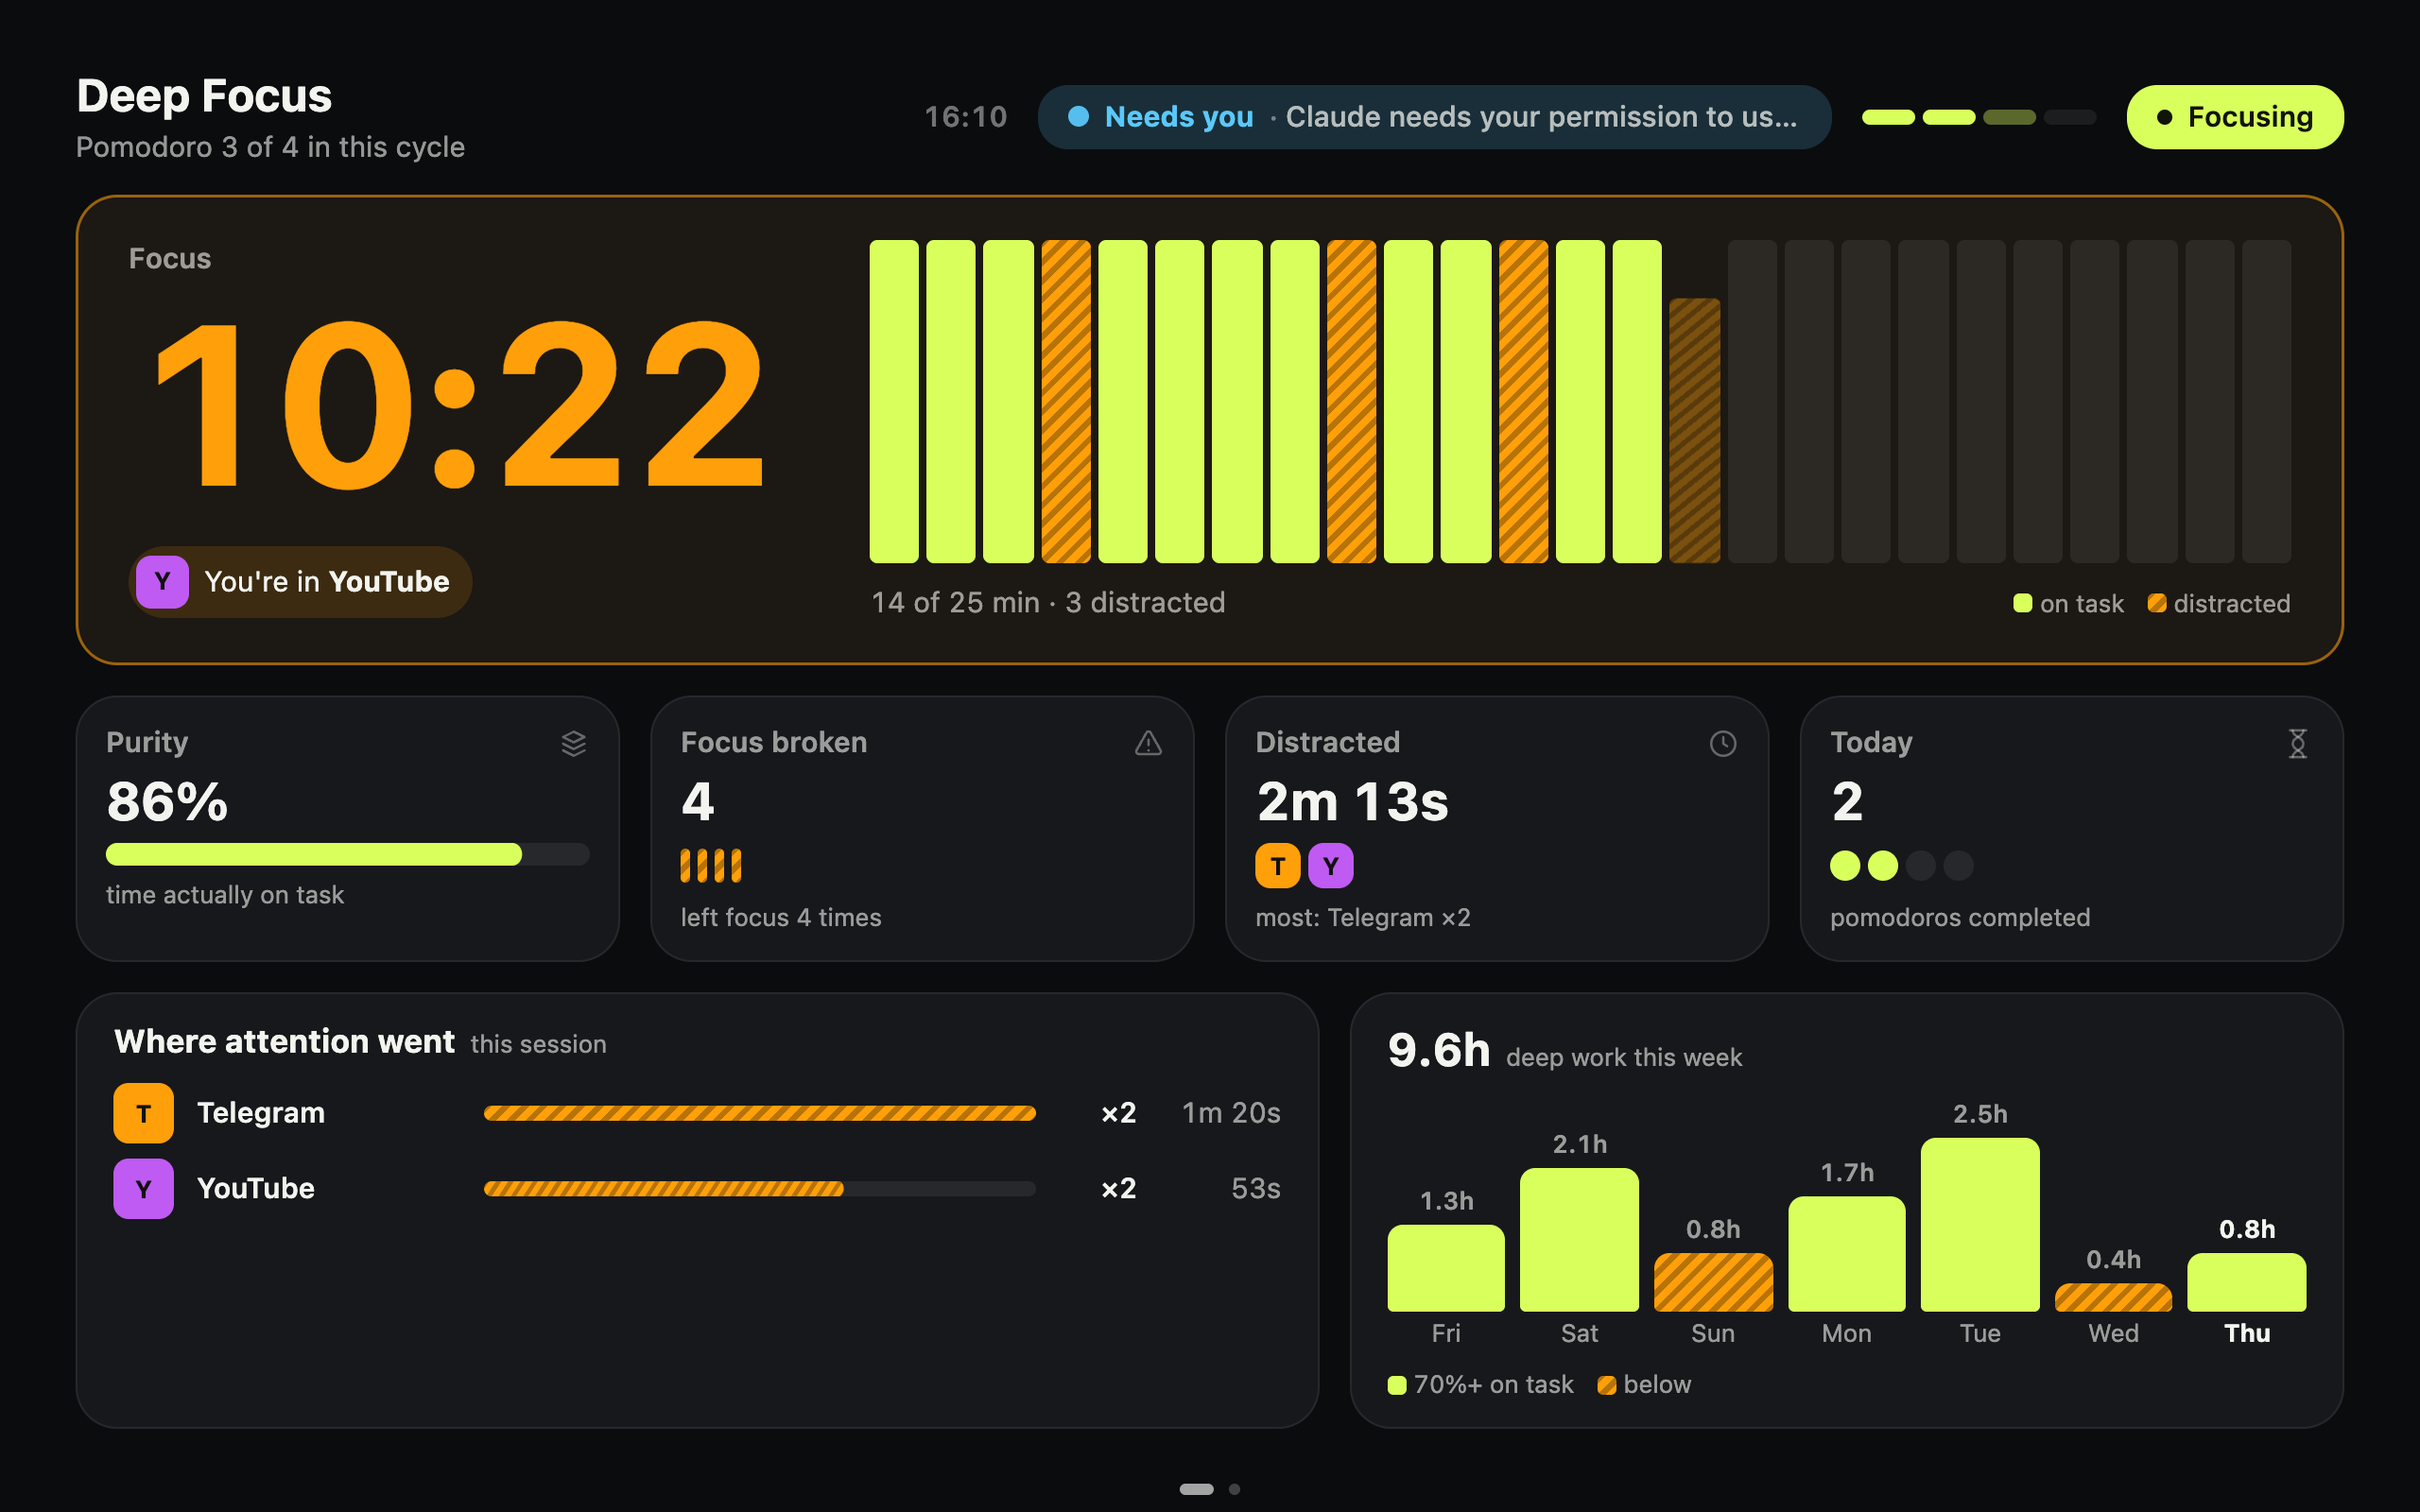 Deep Focus
Pomodoro 3 of 4 in this cycle
16:10
Needs you · Claude needs your permission to us...
Focusing
Focus
10:22
Y You're in YouTube
14 of 25 min · 3 distracted
on task
distracted
Purity
86%
time actually on task
Focus broken
4
left focus 4 times
Distracted
2m 13s
T Y
most: Telegram ×2
Today
2
pomodoros completed
Where attention went this session
T Telegram ×2 1m 20s
Y YouTube ×2 53s
9.6h deep work this week
1.3h 2.1h 0.8h 1.7h 2.5h 0.4h 0.8h
Fri Sat Sun Mon Tue Wed Thu
70%+ on task below